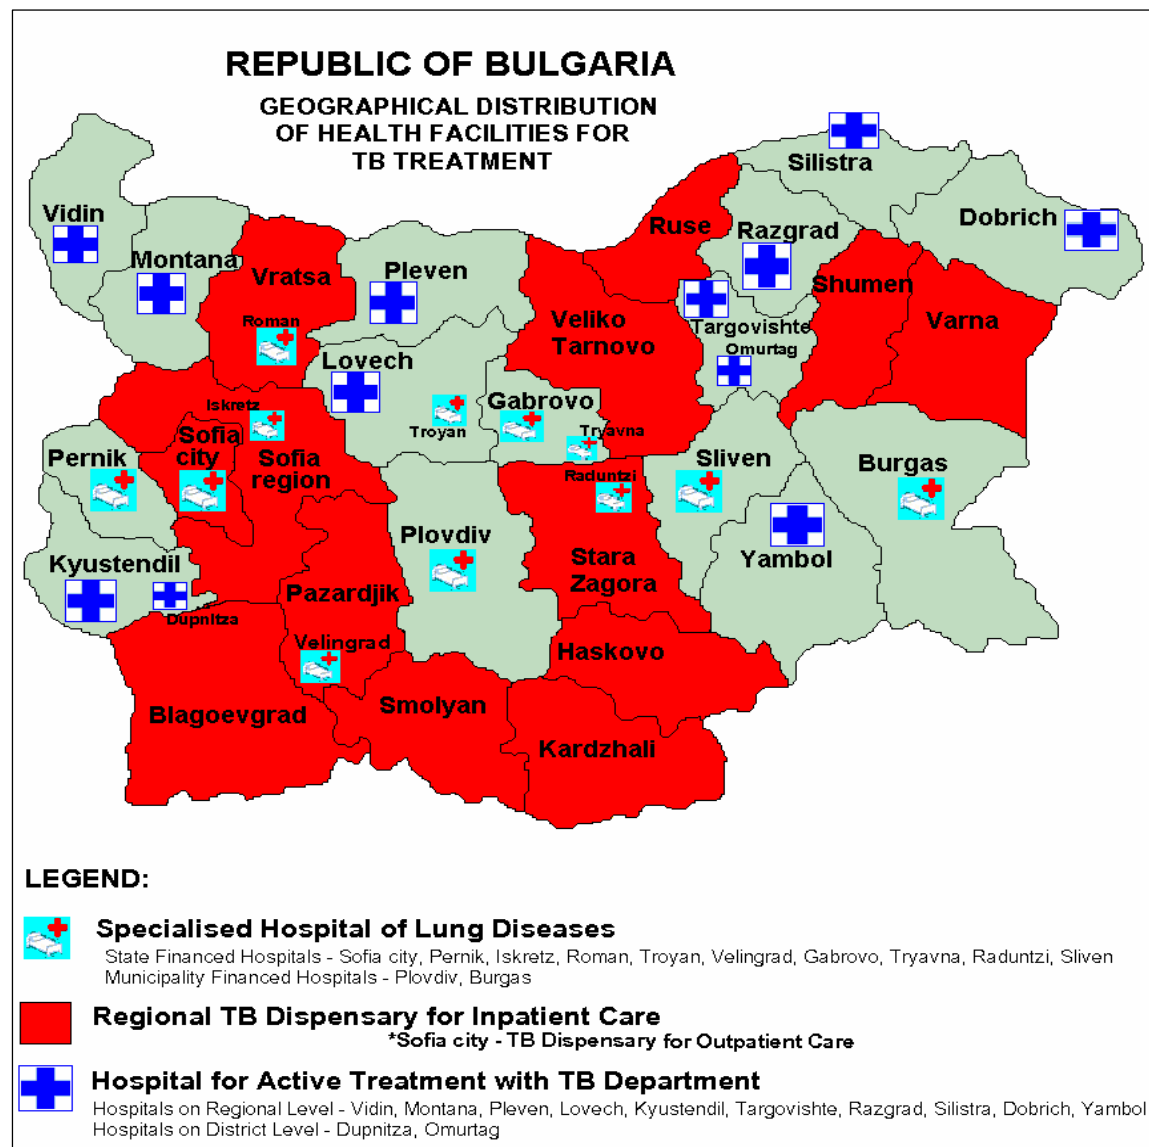 REPUBLIC OF BULGARIA
GEOGRAPHICAL DISTRIBUTION
OF HEALTH FACILITIES FOR
TB TREATMENT
Silistra
Vidin
Dobrich
Ruse
Razgrad
Montana
Vratsa
Pleven
Shumen
Roman
Veliko
Tarnovo
Targovishte
Omurtag
Varna
Lovech
Iskretz
Troyan
Gabrovo
Tryavna
Pernik
Sofia
city
Sofia
region
Raduntzi
Sliven
Burgas
Plovdiv
Kyustendil
Dupnitza
Pazardjik
Stara
Zagora
Yambol
Velingrad
Haskovo
Blagoevgrad
Smolyan
Kardzhali
LEGEND:
Specialised Hospital of Lung Diseases
State Financed Hospitals - Sofia city, Pernik, Iskretz, Roman, Troyan, Velingrad, Gabrovo, Tryavna, Raduntzi, Sliven
Municipality Financed Hospitals - Plovdiv, Burgas
Regional TB Dispensary for Inpatient Care
*Sofia city - TB Dispensary for Outpatient Care
Hospital for Active Treatment with TB Department
Hospitals on Regional Level - Vidin, Montana, Pleven, Lovech, Kyustendil, Targovishte, Razgrad, Silistra, Dobrich, Yambol
Hospitals on District Level - Dupnitza, Omurtag